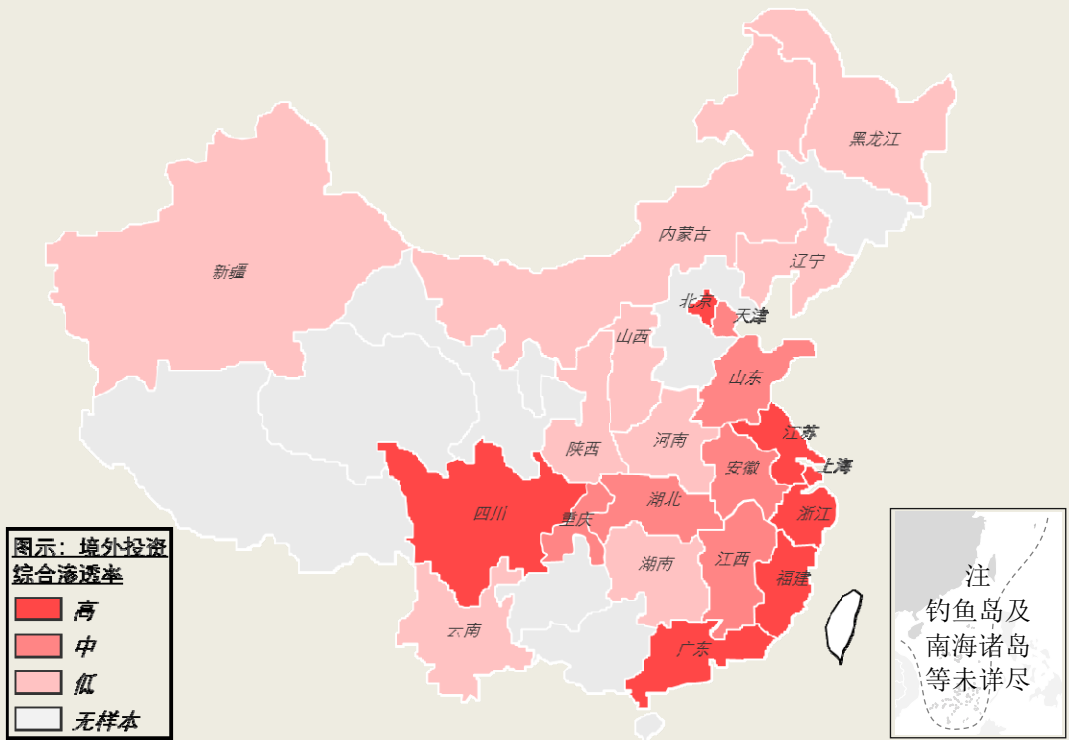 黑龙江
内蒙古
辽宁
新疆
北京
天津
山西
山东
江苏
河南
陕西
安徽
上海
湖北
四川
重庆
浙江
江西
湖南
福建
云南
广东
图示：境外投资
综合渗透率
高
中
低
无样本
注
钓鱼岛及
南海诸岛
等未详尽